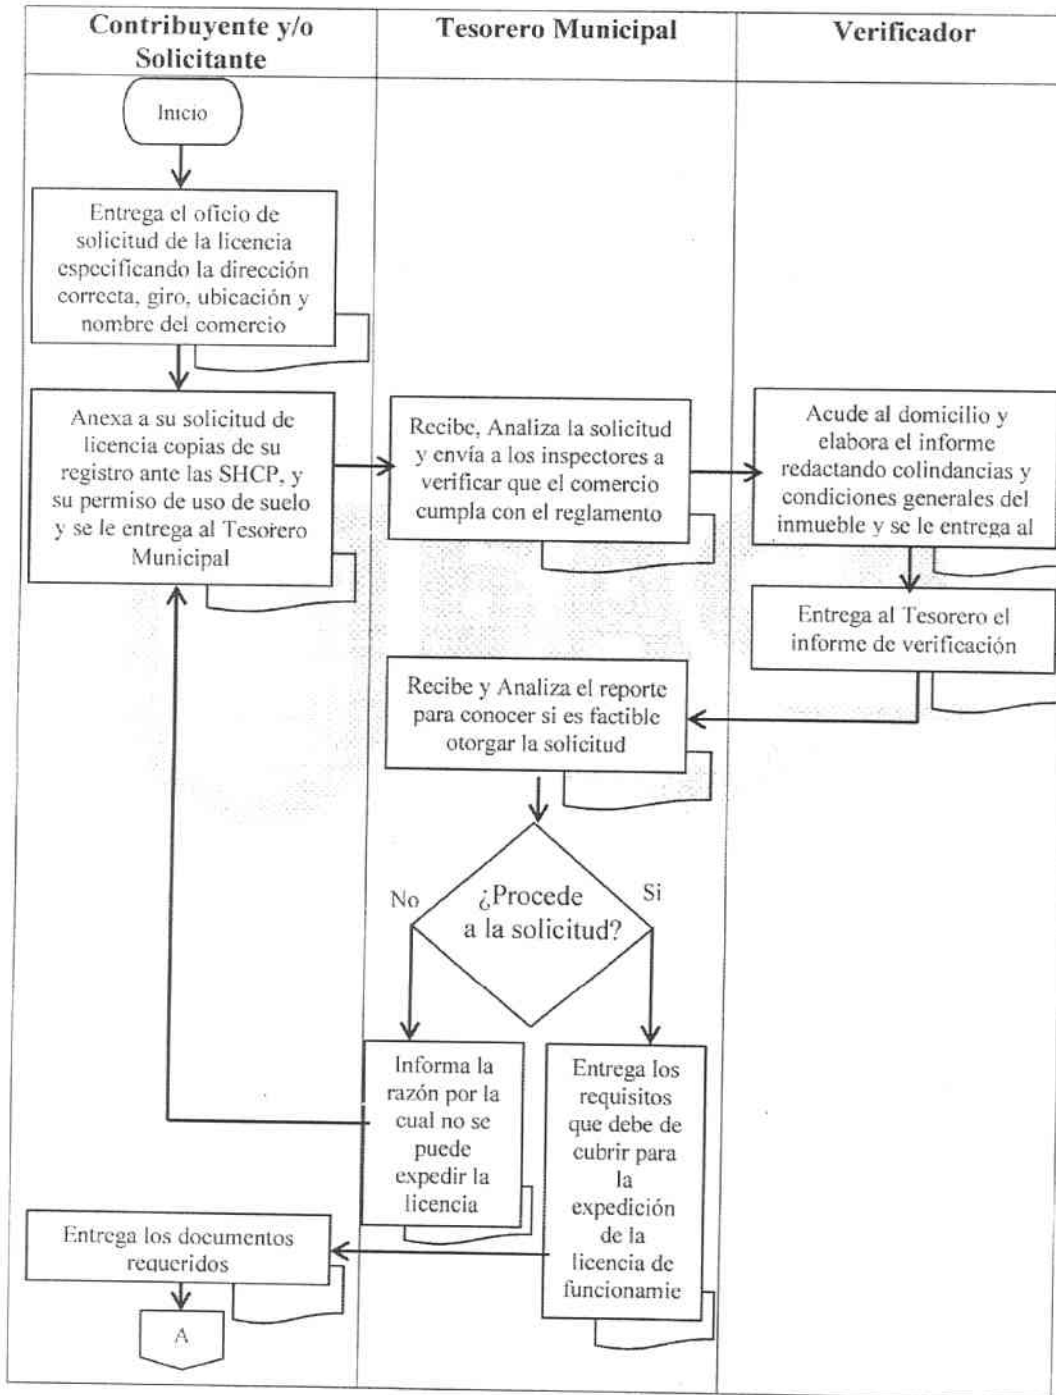 Contribuyente y/o
Solicitante
Tesorero Municipal
Verificador
Inicio
Entrega el oficio de
solicitud de la licencia
especificando la dirección
correcta, giro, ubicación y
nombre del comercio
Anexa a su solicitud de
licencia copias de su
registro ante las SHCP, y
su permiso de uso de suelo
y se le entrega al Tesorero
Municipal
Recibe, Analiza la solicitud
y envía a los inspectores a
verificar que el comercio
cumpla con el reglamento
Acude al domicilio y
elabora el informe
redactando colindancias y
condiciones generales del
inmueble y se le entrega al
Entrega al Tesorero el
informe de verificación
Recibe y Analiza el reporte
para conocer si es factible
otorgar la solicitud
¿Procede
a la solicitud?
No
Si
Informa la
razón por la
cual no se
puede
expedir la
licencia
Entrega los
requisitos
que debe de
cubrir para
la
expedición
de la
licencia de
funcionamie
Entrega los documentos
requeridos
A